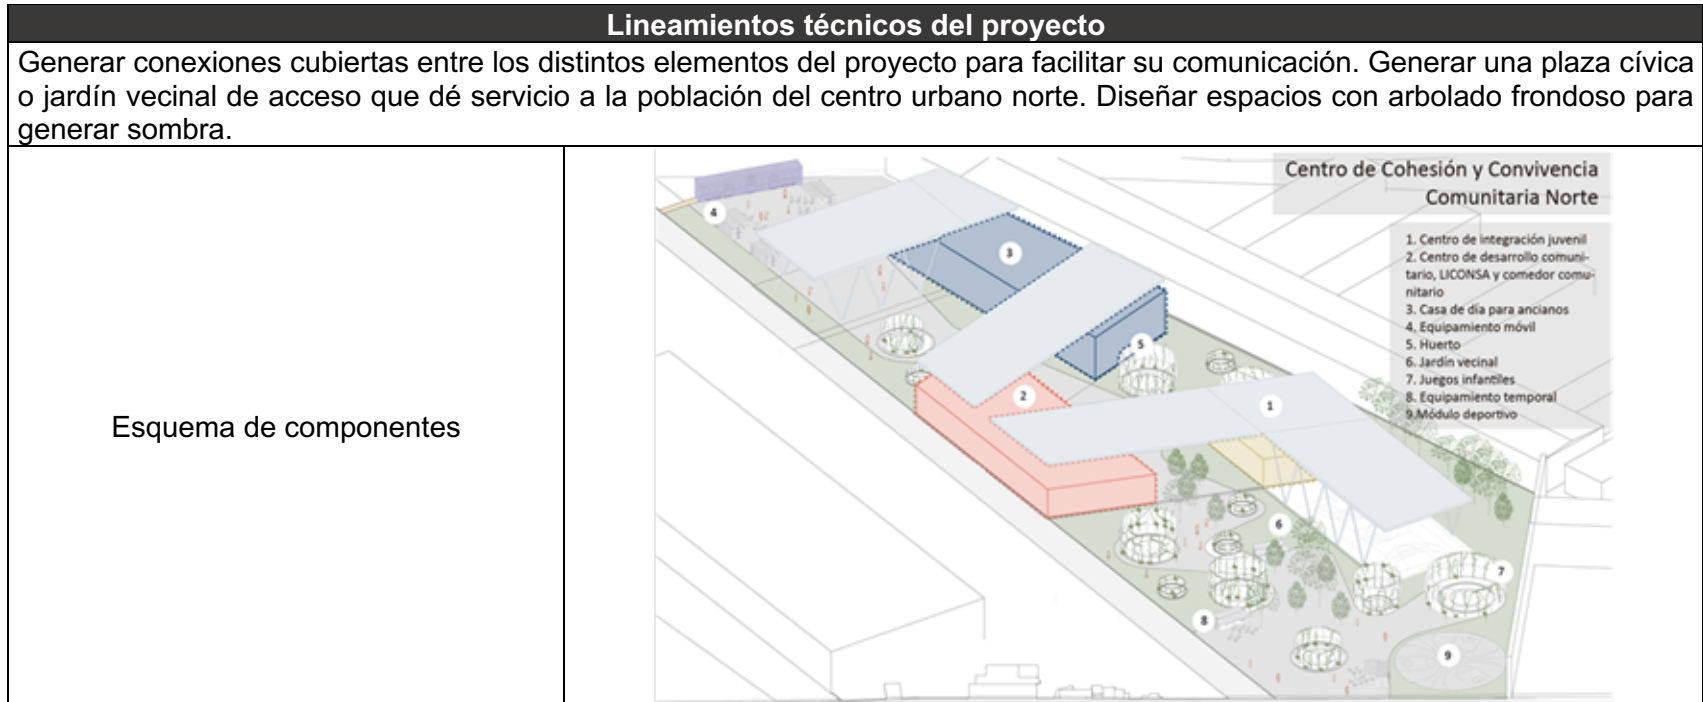 Lineamientos técnicos del proyecto
Generar conexiones cubiertas entre los distintos elementos del proyecto para facilitar su comunicación. Generar una plaza cívica
o jardín vecinal de acceso que dé servicio a la población del centro urbano norte. Diseñar espacios con arbolado frondoso para
generar sombra.
Esquema de componentes
Centro de Cohesión y Convivencia
Comunitaria Norte
1. Centro de integración juvenil
2. Centro de desarrollo comuni-
tario, LICONSA y comedor comu-
nitario
3. Casa de día para ancianos
4. Equipamiento móvil
5. Huerto
6. Jardín vecinal
7. Juegos infantiles
8. Equipamiento temporal
9.Módulo deportivo
4
3
5
2
1
6
7
8
9